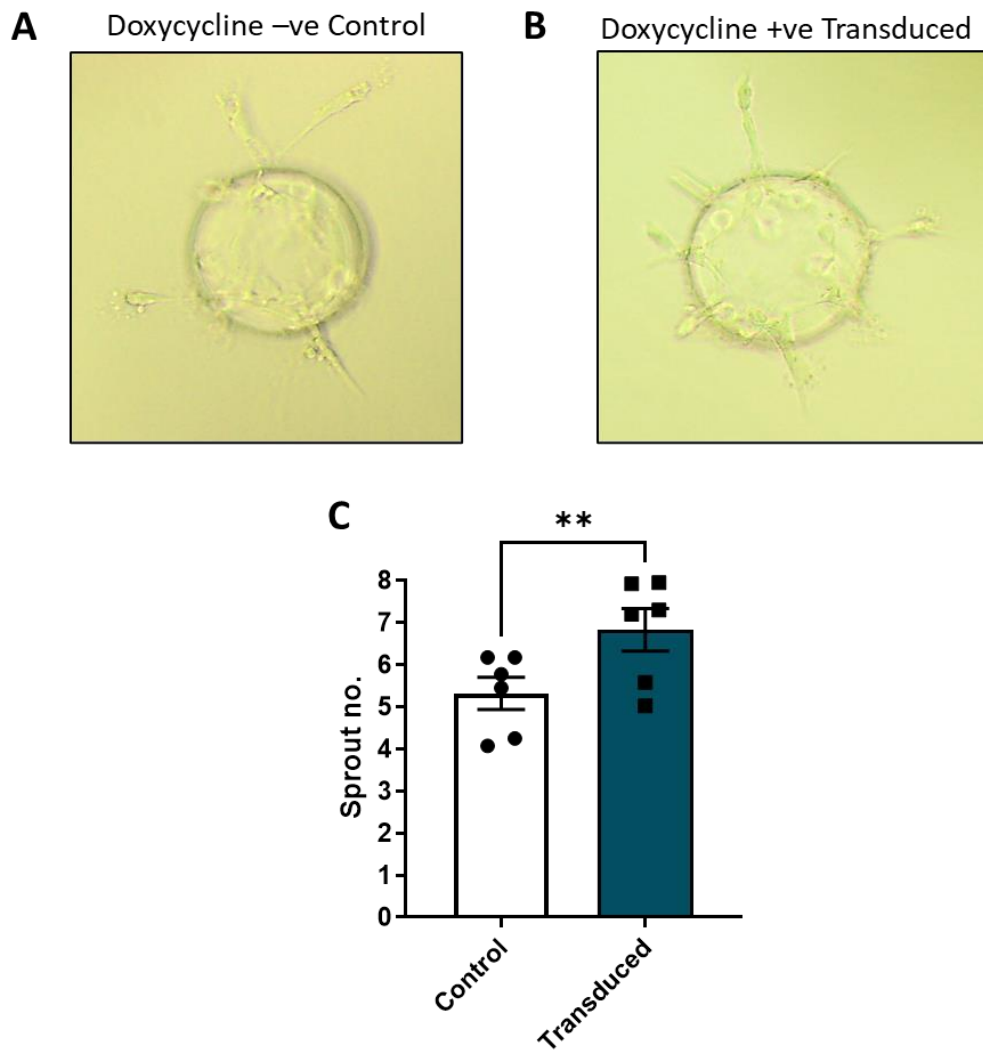 A
Doxycycline –ve Control
B
Doxycycline +ve Transduced
C
**
8
7
6
5
4
3
2
1
0
Sprout no.
Control
Transduced